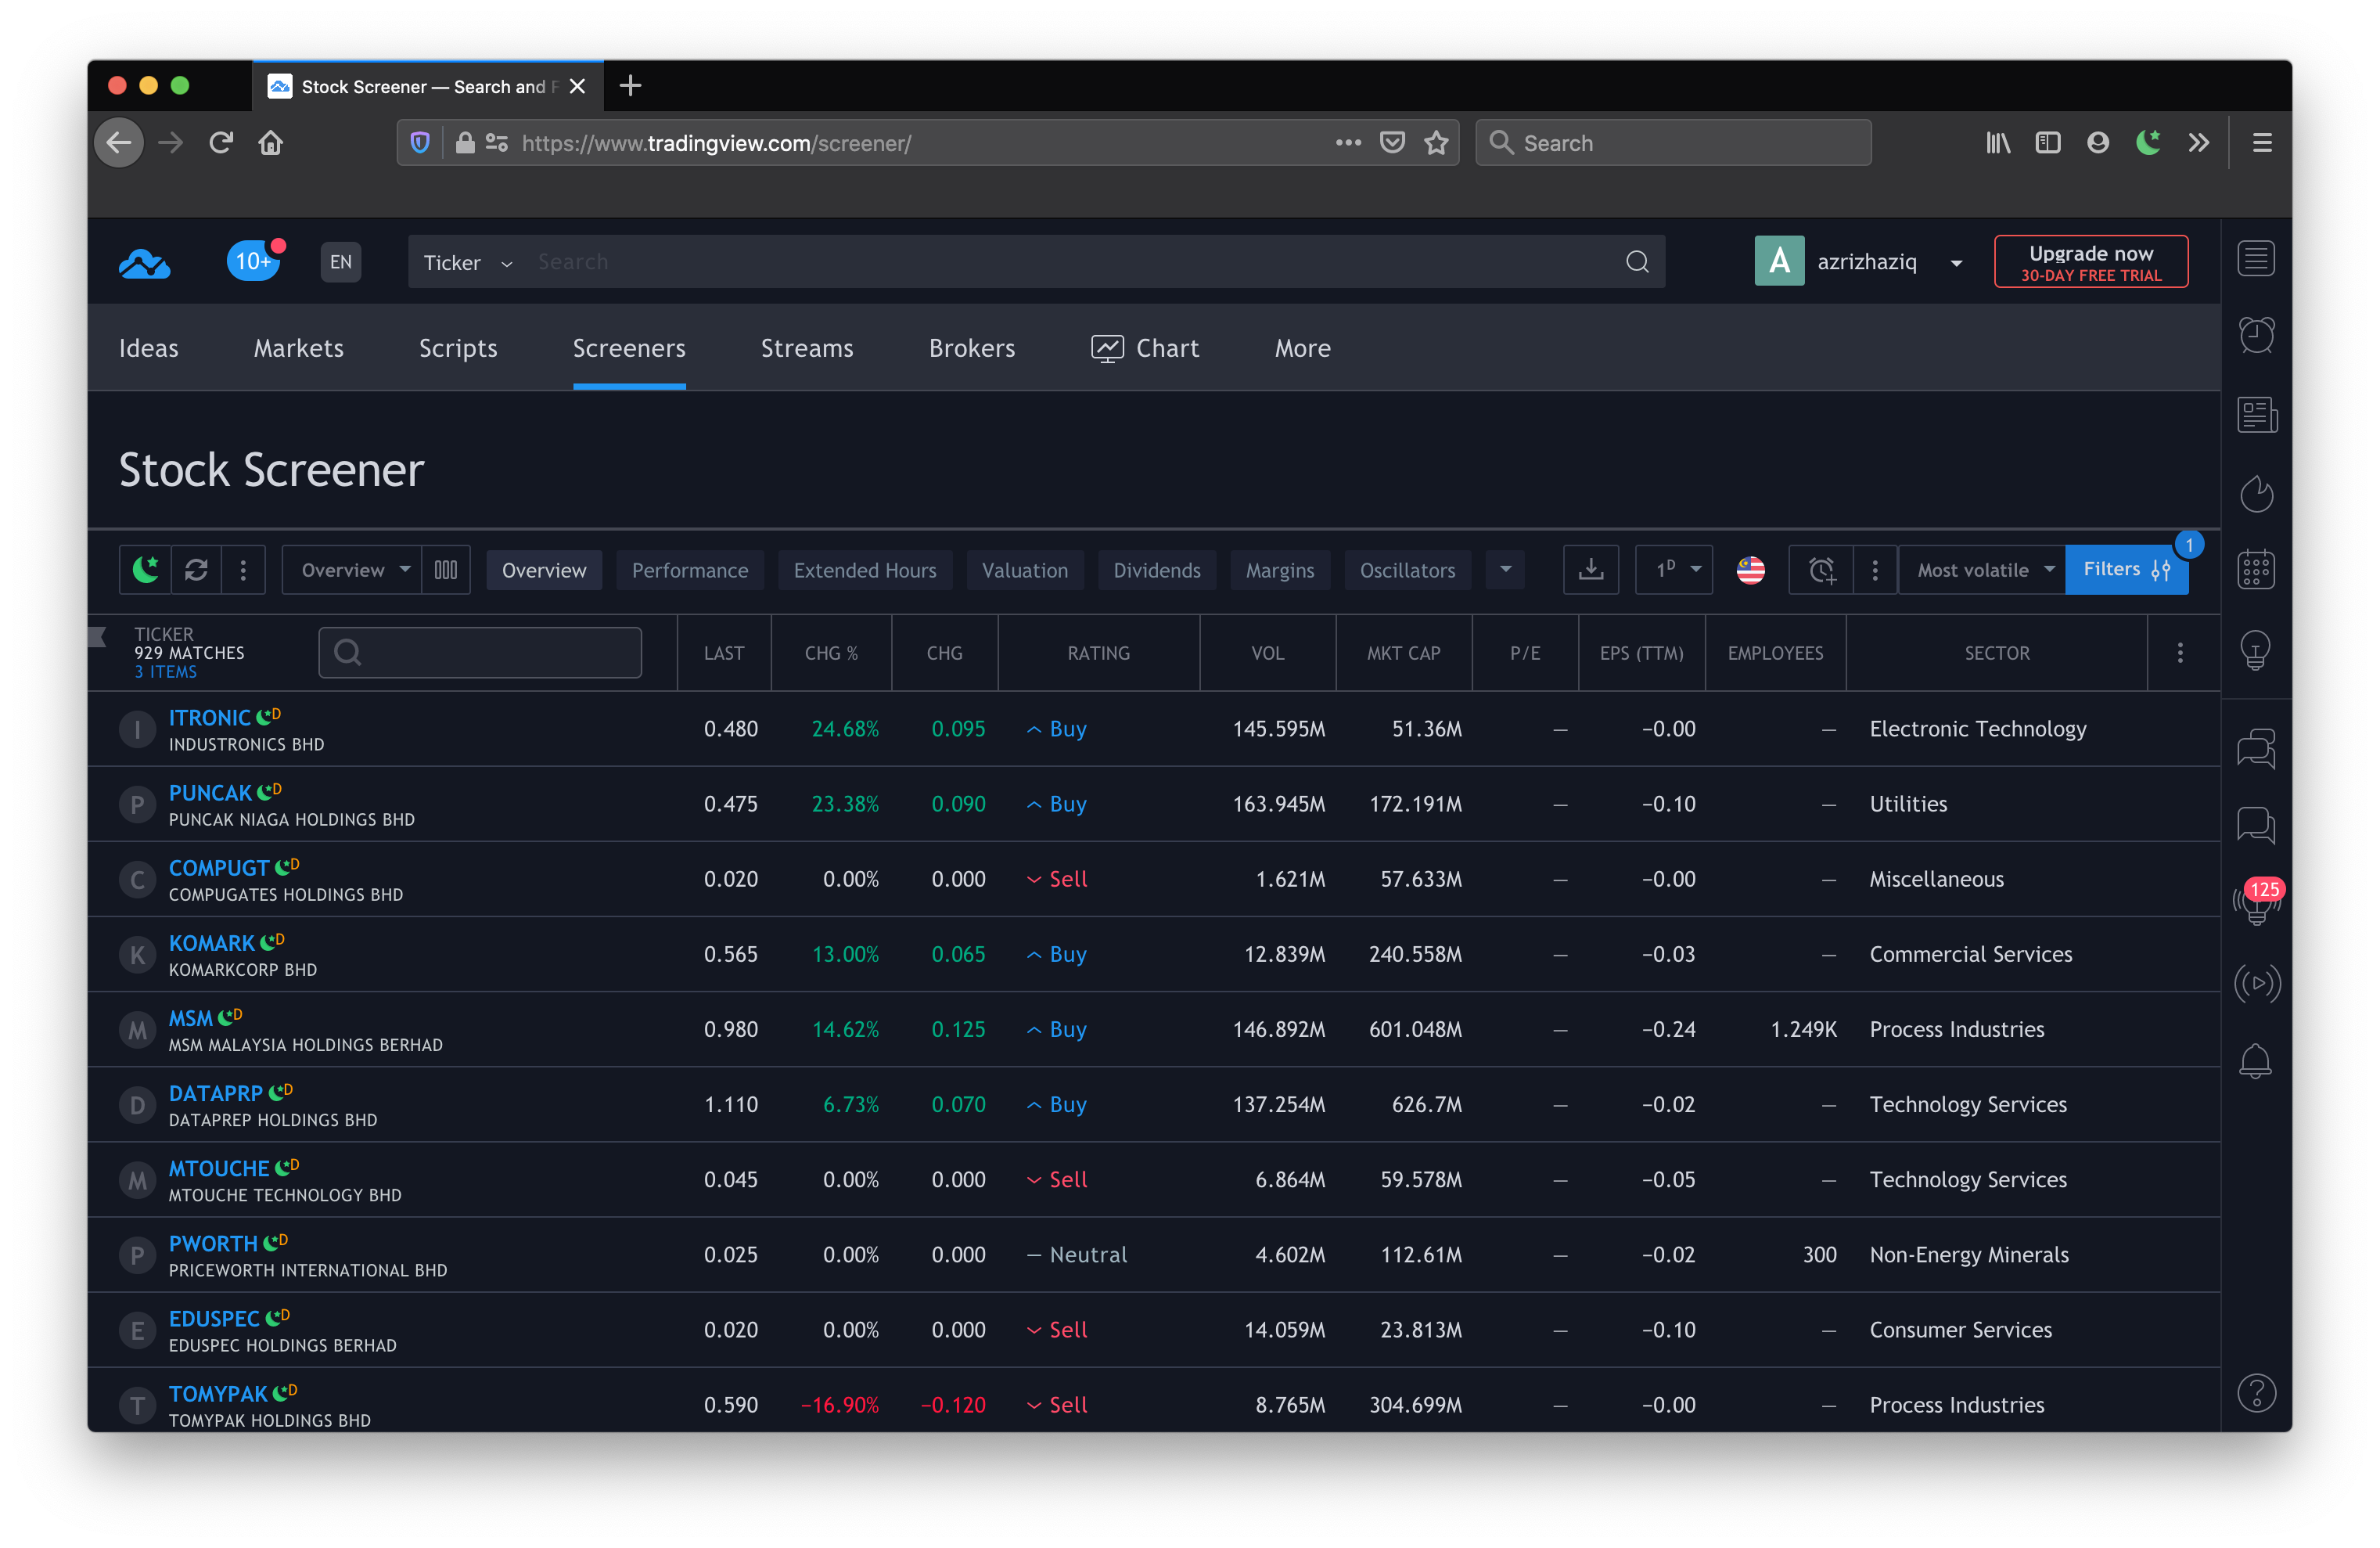 Stock Screener — Search and F
https://www.tradingview.com/screener/
Search
10+
EN
Ticker
Search
A
azrizhaziq
Upgrade now
30-DAY FREE TRIAL
Ideas
Markets
Scripts
Screeners
Streams
Brokers
Chart
More
Stock Screener
Overview
Overview
Performance
Extended Hours
Valuation
Dividends
Margins
Oscillators
1D
Most volatile
Filters
1
TICKER
929 MATCHES
3 ITEMS
LAST CHG % CHG RATING VOL MKT CAP P/E EPS (TTM) EMPLOYEES SECTOR
I ITRONIC D 0.480 24.68% 0.095 Buy 145.595M 51.36M — −0.00 — Electronic Technology
INDUSTRONICS BHD
P PUNCAK D 0.475 23.38% 0.090 Buy 163.945M 172.191M — −0.10 — Utilities
PUNCAK NIAGA HOLDINGS BHD
C COMPUGT D 0.020 0.00% 0.000 Sell 1.621M 57.633M — −0.00 — Miscellaneous
COMPUGATES HOLDINGS BHD
K KOMARK D 0.565 13.00% 0.065 Buy 12.839M 240.558M — −0.03 — Commercial Services
KOMARKCORP BHD
M MSM D 0.980 14.62% 0.125 Buy 146.892M 601.048M — −0.24 1.249K Process Industries
MSM MALAYSIA HOLDINGS BERHAD
D DATAPRP D 1.110 6.73% 0.070 Buy 137.254M 626.7M — −0.02 — Technology Services
DATAPREP HOLDINGS BHD
M MTOUCHE D 0.045 0.00% 0.000 Sell 6.864M 59.578M — −0.05 — Technology Services
MTOUCHE TECHNOLOGY BHD
P PWORTH D 0.025 0.00% 0.000 — Neutral 4.602M 112.61M — −0.02 300 Non-Energy Minerals
PRICEWORTH INTERNATIONAL BHD
E EDUSPEC D 0.020 0.00% 0.000 Sell 14.059M 23.813M — −0.10 — Consumer Services
EDUSPEC HOLDINGS BERHAD
T TOMYPAK D 0.590 −16.90% −0.120 Sell 8.765M 304.699M — −0.00 — Process Industries
TOMYPAK HOLDINGS BHD
125